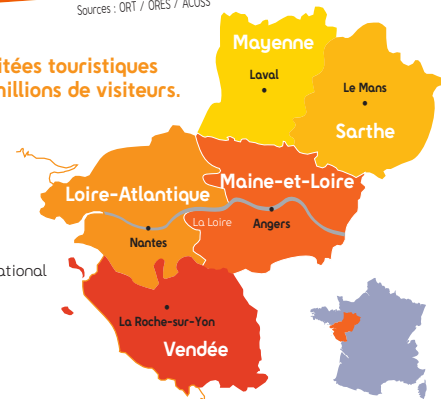 Sources : ORT / ORES / ACOSS
itées touristiques
illions de visiteurs.
Mayenne
Laval
Le Mans
Sarthe
Loire-Atlantique
Maine-et-Loire
La Loire
Angers
Nantes
ational
La Roche-sur-Yon
Vendée